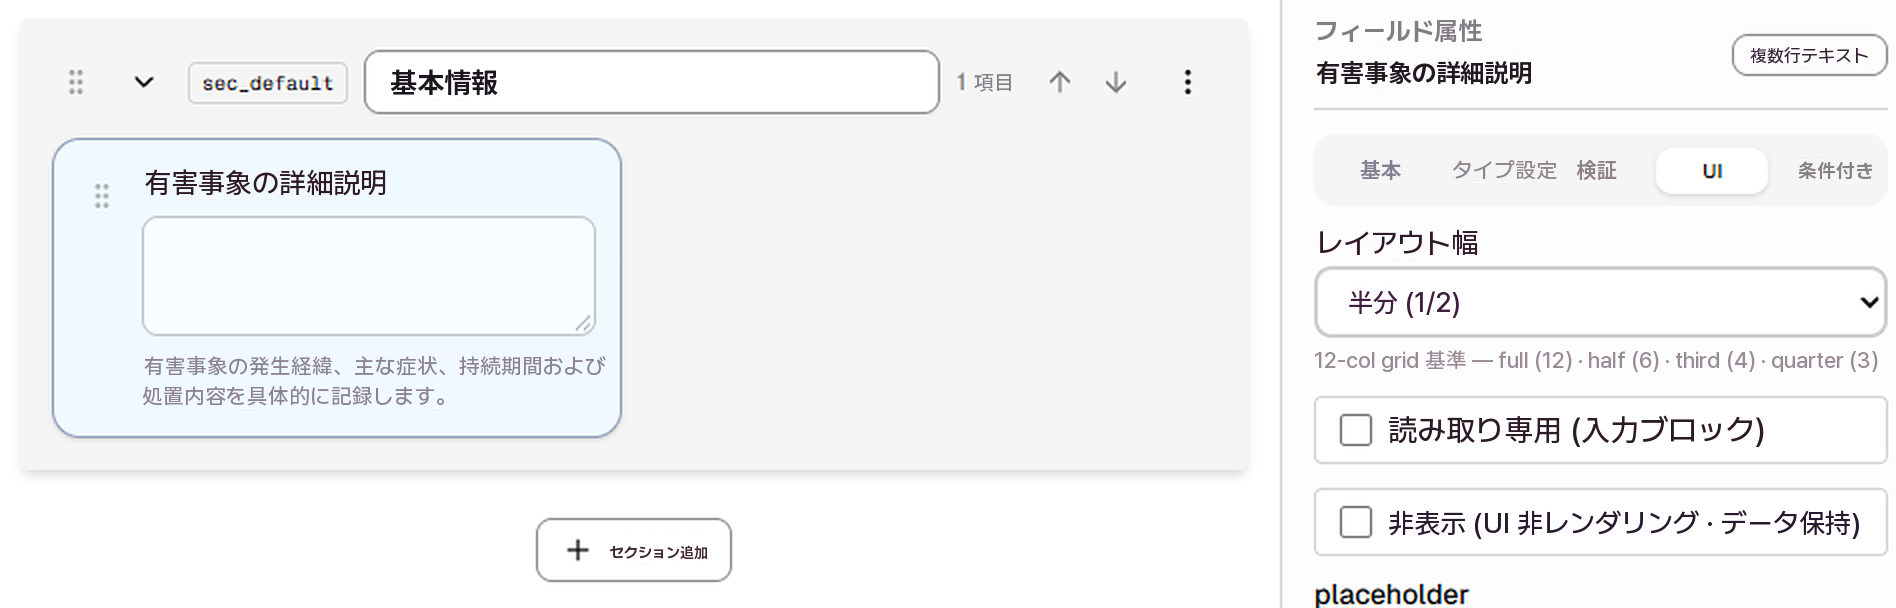 sec_default
基本情報
1 項目
有害事象の詳細説明
有害事象の発生経緯、主な症状、持続期間および
処置内容を具体的に記録します。
セクション追加
フィールド属性
有害事象の詳細説明
複数行テキスト
基本 タイプ設定 検証 UI 条件付き
レイアウト幅
半分 (1/2)
12-col grid 基準 — full (12) · half (6) · third (4) · quarter (3)
読み取り専用 (入力ブロック)
非表示 (UI 非レンダリング · データ保持)
placeholder